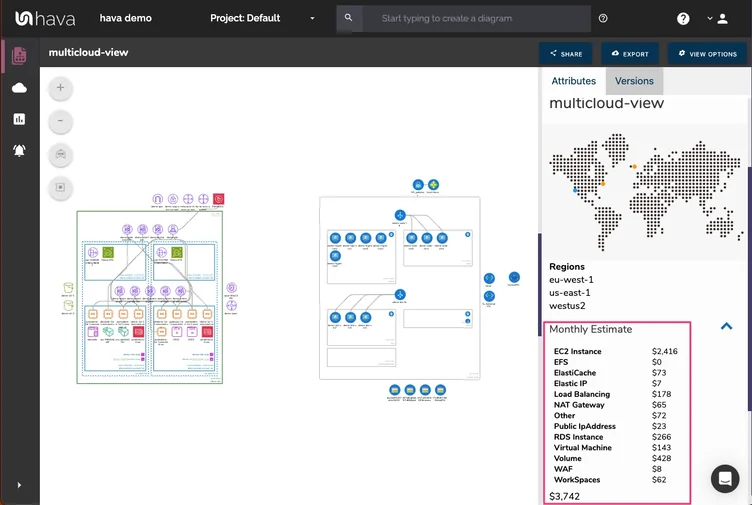 hava
hava demo
Project: Default
Start typing to create a diagram
multicloud-view
SHARE
EXPORT
VIEW OPTIONS
Attributes
Versions
multicloud-view
Regions
eu-west-1
us-east-1
westus2
Monthly Estimate
EC2 Instance $2,416
EFS $0
ElastiCache $73
Elastic IP $7
Load Balancing $178
NAT Gateway $65
Other $72
Public IpAddress $23
RDS Instance $266
Virtual Machine $143
Volume $428
WAF $8
WorkSpaces $62
$3,742